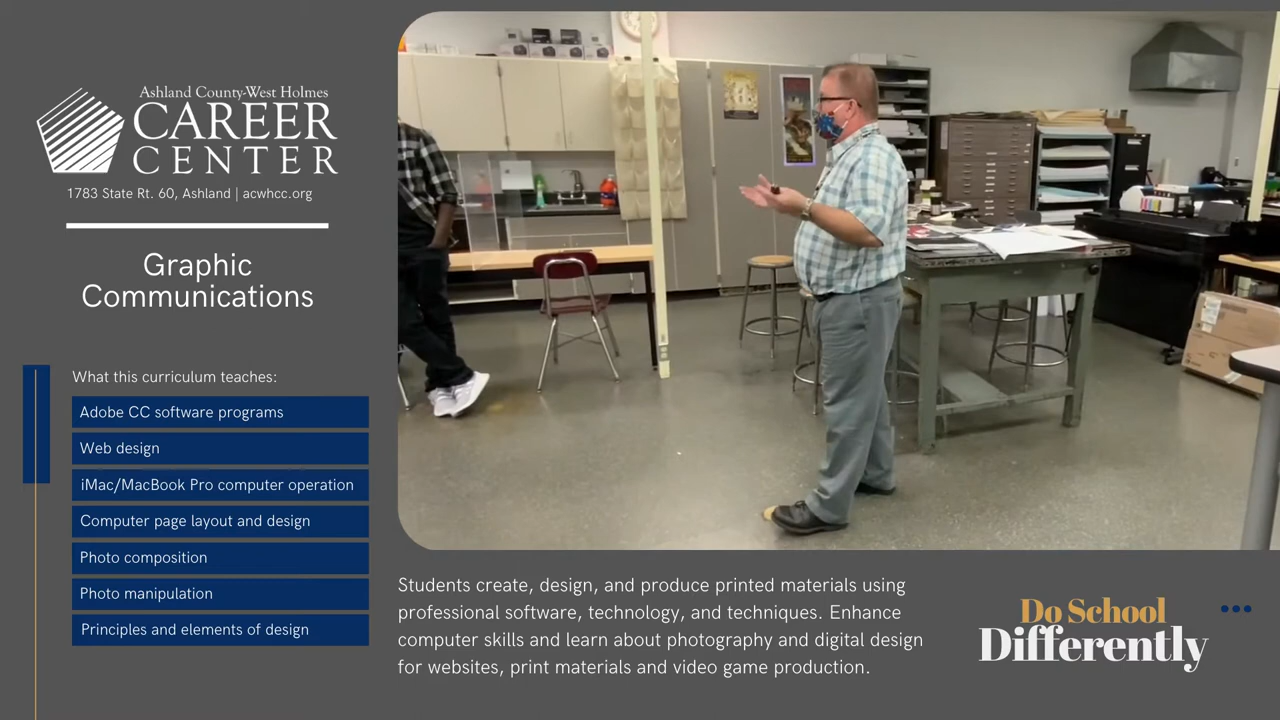 Ashland County-West Holmes
CAREER
CENTER
1783 State Rt. 60, Ashland | acwhcc.org
Graphic
Communications
What this curriculum teaches:
Adobe CC software programs
Web design
iMac/MacBook Pro computer operation
Computer page layout and design
Photo composition
Photo manipulation
Principles and elements of design
Students create, design, and produce printed materials using
professional software, technology, and techniques. Enhance
computer skills and learn about photography and digital design
for websites, print materials and video game production.
Do School
Differently